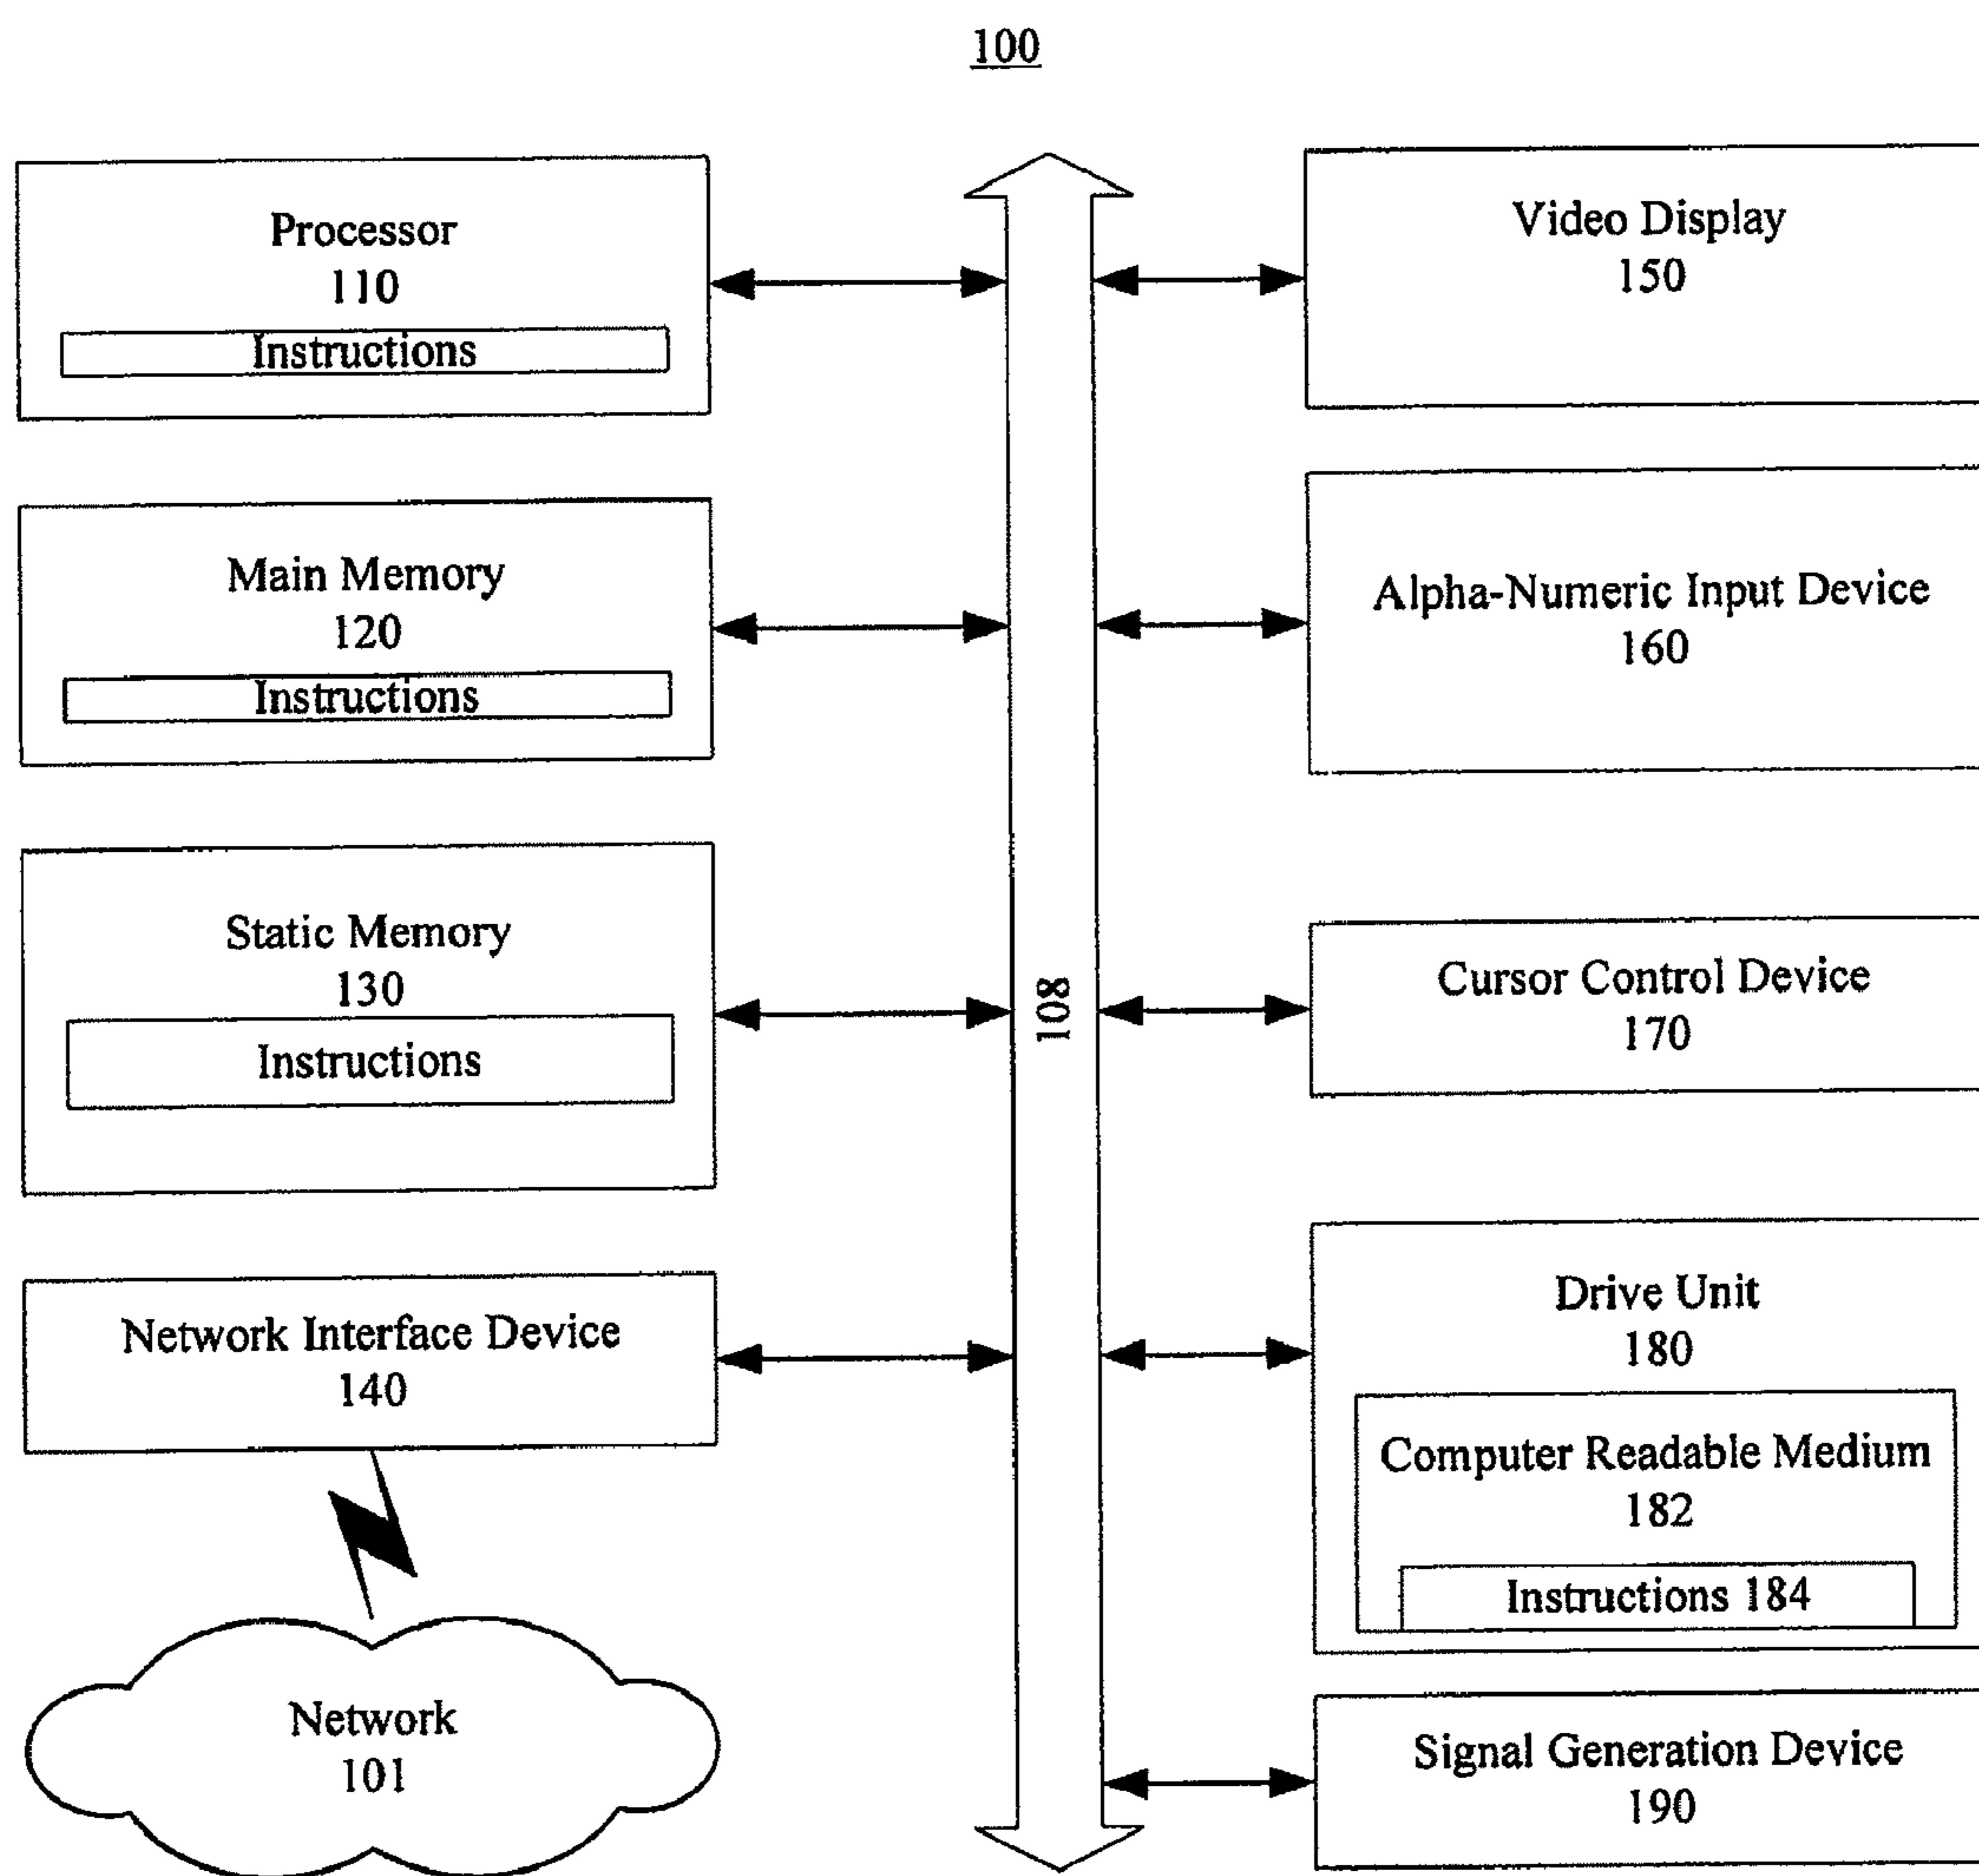 100
Processor
110
Instructions
Main Memory
120
Instructions
Static Memory
130
Instructions
Network Interface Device
140
Network
101
108
Video Display
150
Alpha-Numeric Input Device
160
Cursor Control Device
170
Drive Unit
180
Computer Readable Medium
182
Instructions 184
Signal Generation Device
190